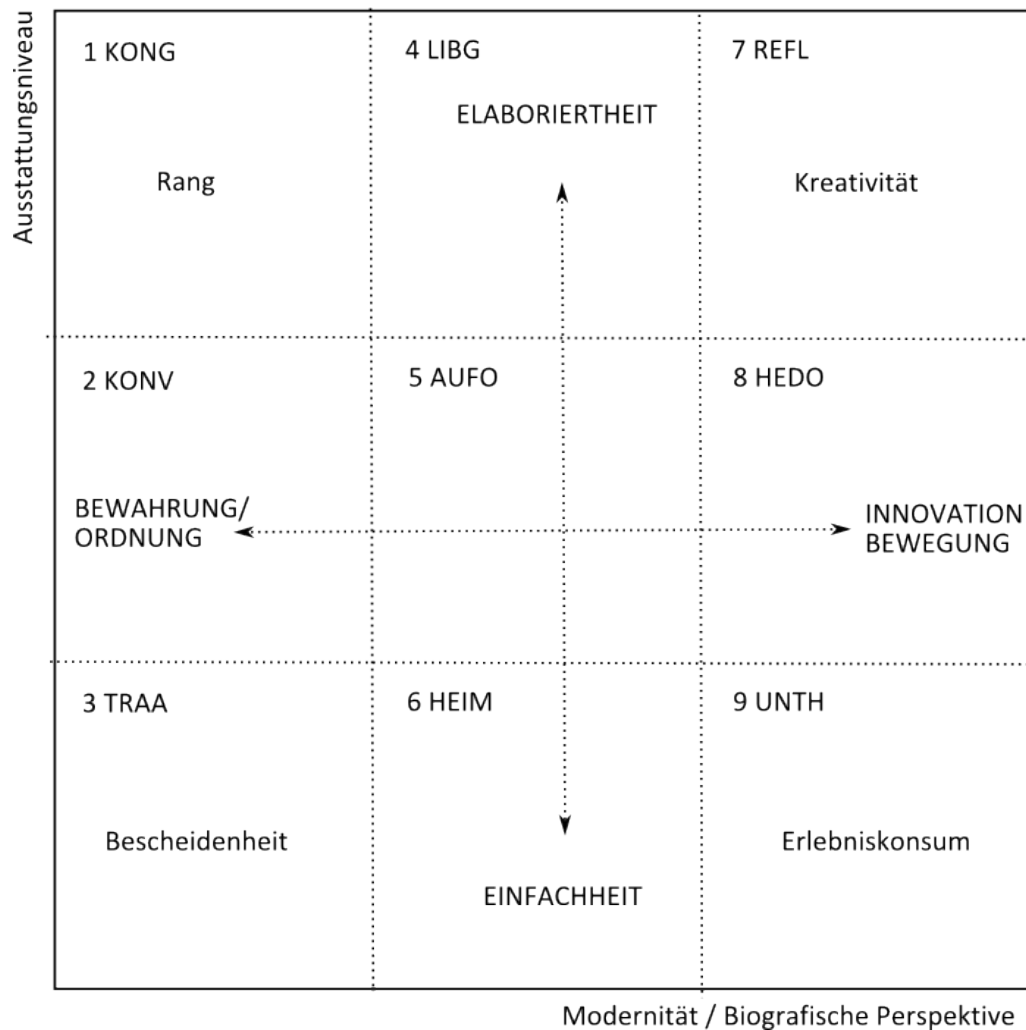 Ausstattungsniveau
1 KONG
4 LIBG
7 REFL
ELABORIERTHEIT
Rang
Kreativität
2 KONV
5 AUFO
8 HEDO
BEWAHRUNG/
ORDNUNG
INNOVATION
BEWEGUNG
3 TRAA
6 HEIM
9 UNTH
Bescheidenheit
Erlebniskonsum
EINFACHHEIT
Modernität / Biografische Perspektive